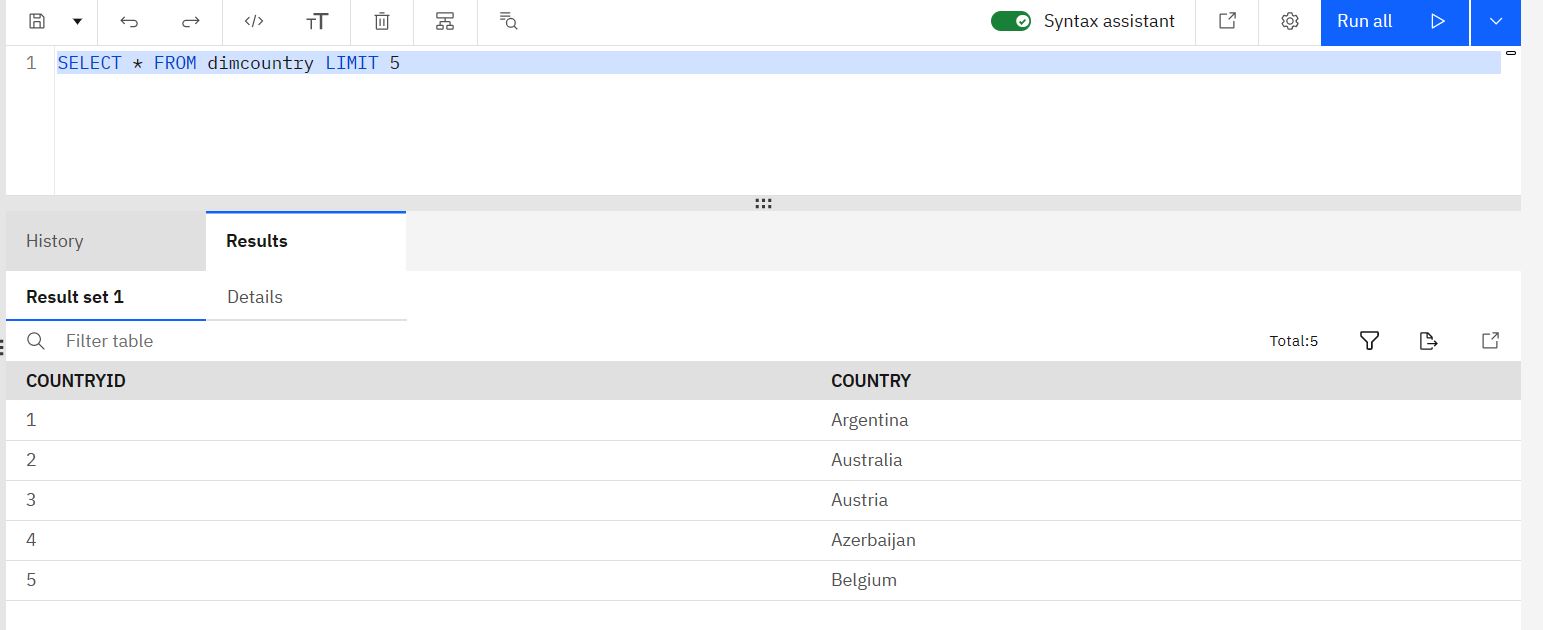 </> TT Syntax assistant Run all
1 SELECT * FROM dimcountry LIMIT 5
History Results
Result set 1 Details
Filter table Total:5
COUNTRYID COUNTRY
1 Argentina
2 Australia
3 Austria
4 Azerbaijan
5 Belgium